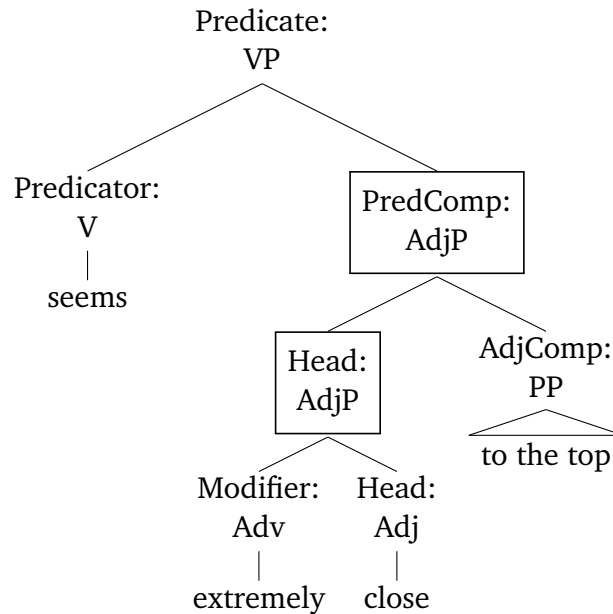 Predicate:
VP
Predicator:
V
seems
PredComp:
AdjP
Head:
AdjP
AdjComp:
PP
to the top
Modifier:
Adv
extremely
Head:
Adj
close